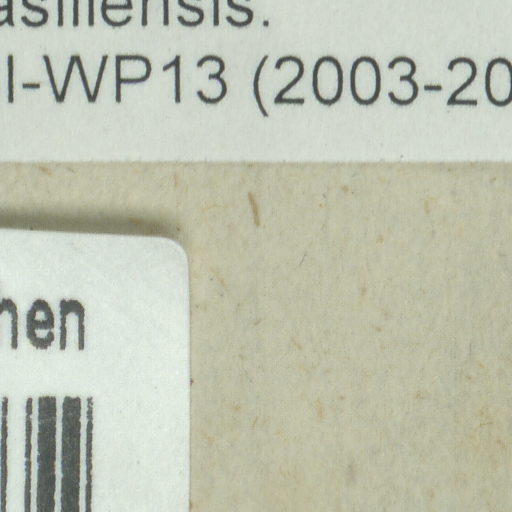 asiliensis.
I-WP13 (2003-20
hen